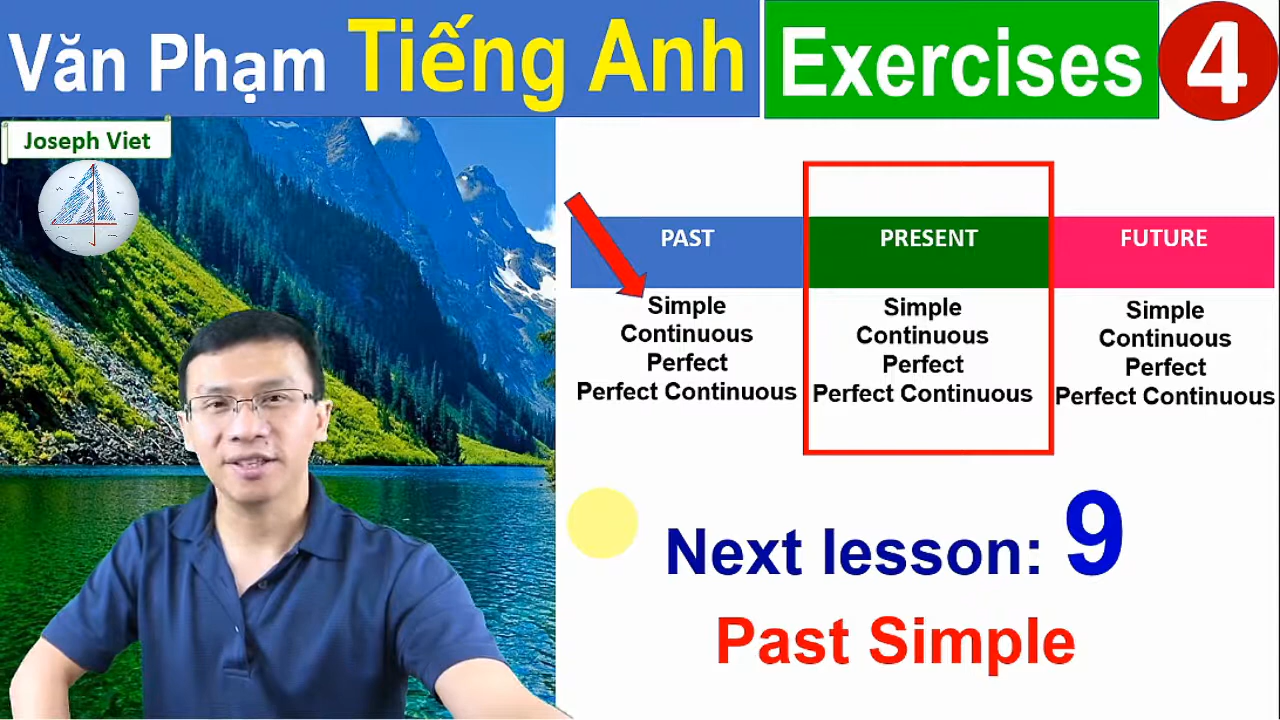 Văn Phạm Tiếng Anh Exercises 4
Joseph Viet
PAST PRESENT FUTURE
Simple Simple Simple
Continuous Continuous Continuous
Perfect Perfect Perfect
Perfect Continuous Perfect Continuous Perfect Continuous
Next lesson: 9
Past Simple